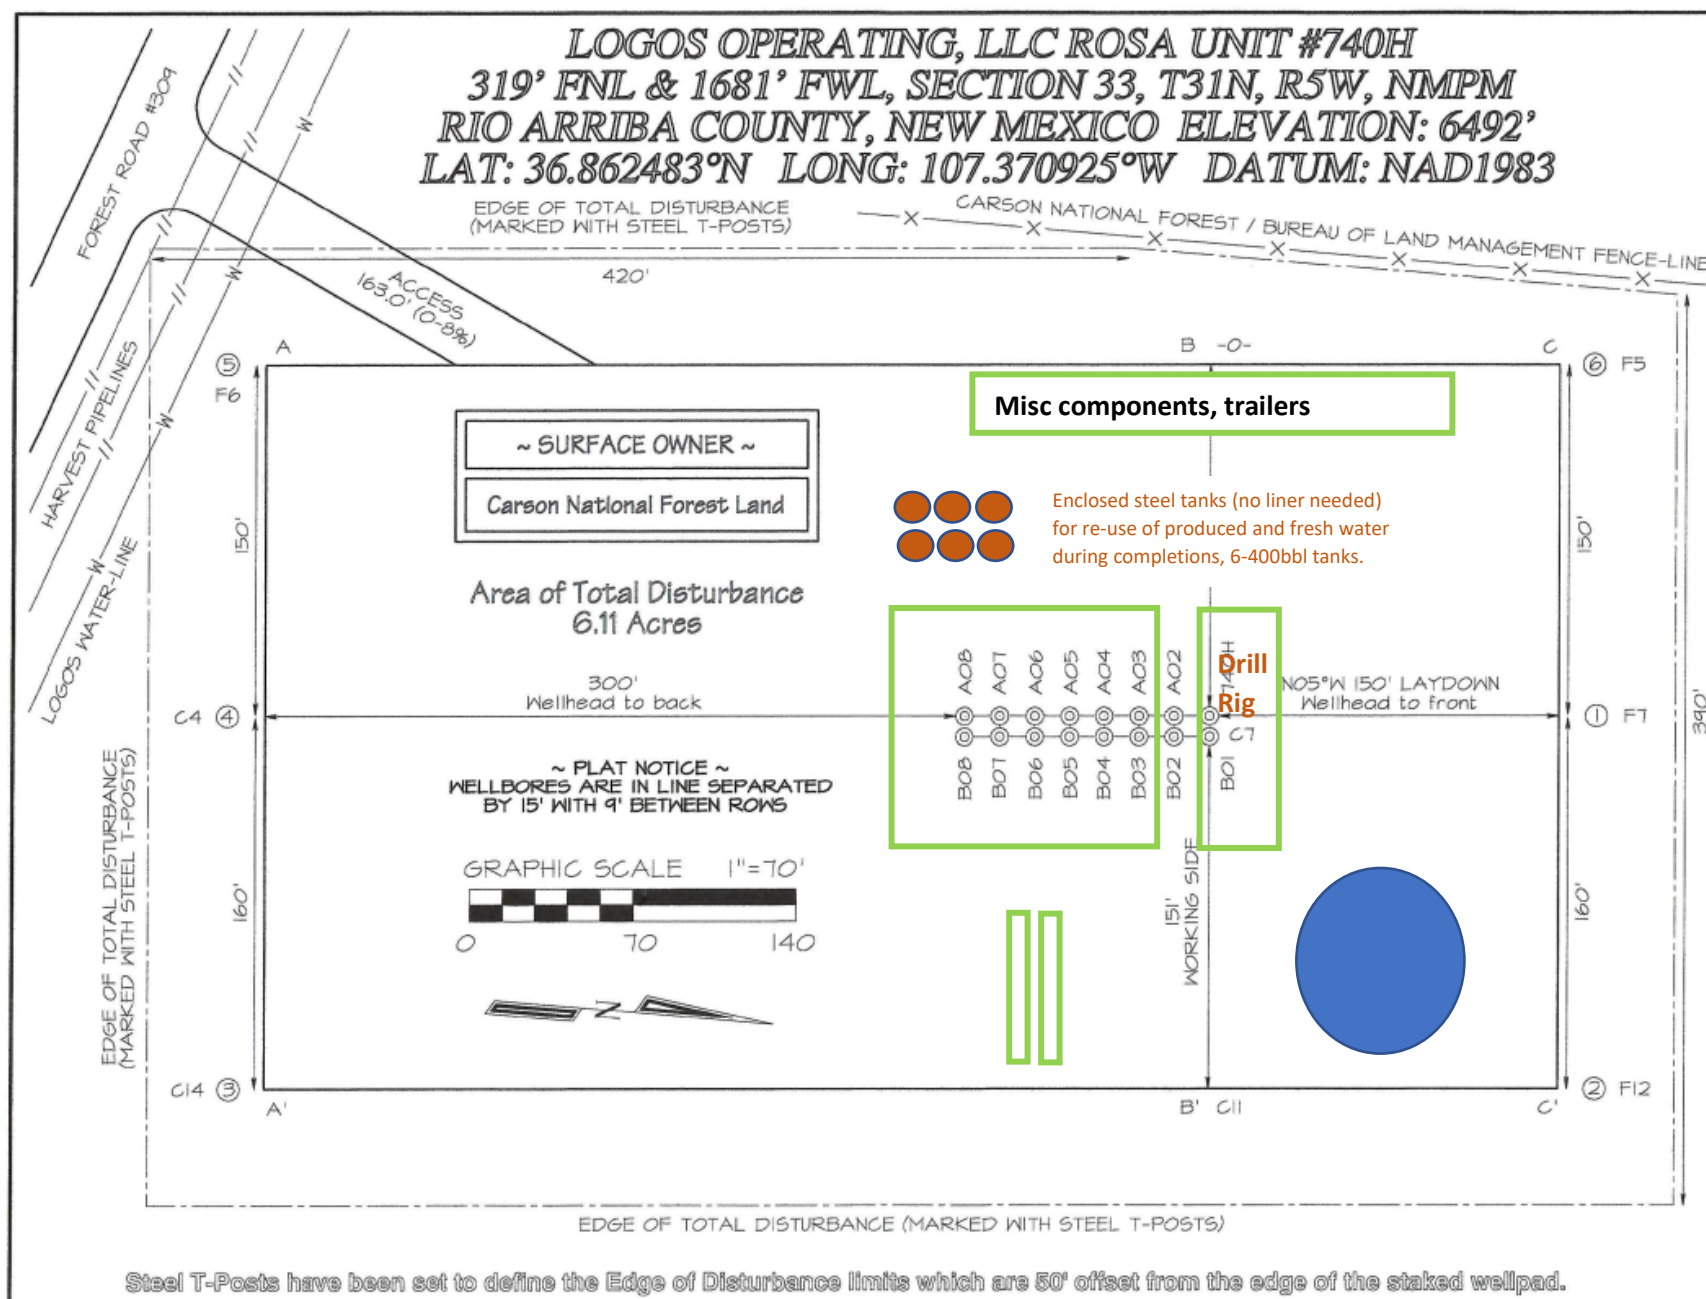 LOGOS OPERATING, LLC ROSA UNIT #740H
319' FNL & 1681' FWL, SECTION 33, T31N, R5W, NMPM
RIO ARRIBA COUNTY, NEW MEXICO ELEVATION: 6492'
LAT: 36.862483°N LONG: 107.370925°W DATUM: NAD1983
FOREST ROAD #309
EDGE OF TOTAL DISTURBANCE
(MARKED WITH STEEL T-POSTS)
CARSON NATIONAL FOREST / BUREAU OF LAND MANAGEMENT FENCE-LINE
420'
ACCESS
163.0' (0-8%)
HARVEST PIPELINES
LOGOS WATER-LINE
A
B -0-
C
5
F6
6 F5
Misc components, trailers
~ SURFACE OWNER ~
Carson National Forest Land
Enclosed steel tanks (no liner needed)
for re-use of produced and fresh water
during completions, 6-400bbl tanks.
150'
150'
Area of Total Disturbance
6.11 Acres
A08
A07
A06
A05
A04
A03
A02
740H
Drill
Rig
300'
Wellhead to back
N05°W 150' LAYDOWN
Wellhead to front
C4 4
1 F7
390'
C7
B08
B07
B06
B05
B04
B03
B02
B01
~ PLAT NOTICE ~
WELLBORES ARE IN LINE SEPARATED
BY 15' WITH 9' BETWEEN ROWS
EDGE OF TOTAL DISTURBANCE
(MARKED WITH STEEL T-POSTS)
160'
GRAPHIC SCALE 1"=70'
0 70 140
151'
WORKING SIDE
160'
N
C14 3
A'
B' C11
C'
2 F12
EDGE OF TOTAL DISTURBANCE (MARKED WITH STEEL T-POSTS)
Steel T-Posts have been set to define the Edge of Disturbance limits which are 50' offset from the edge of the staked wellpad.